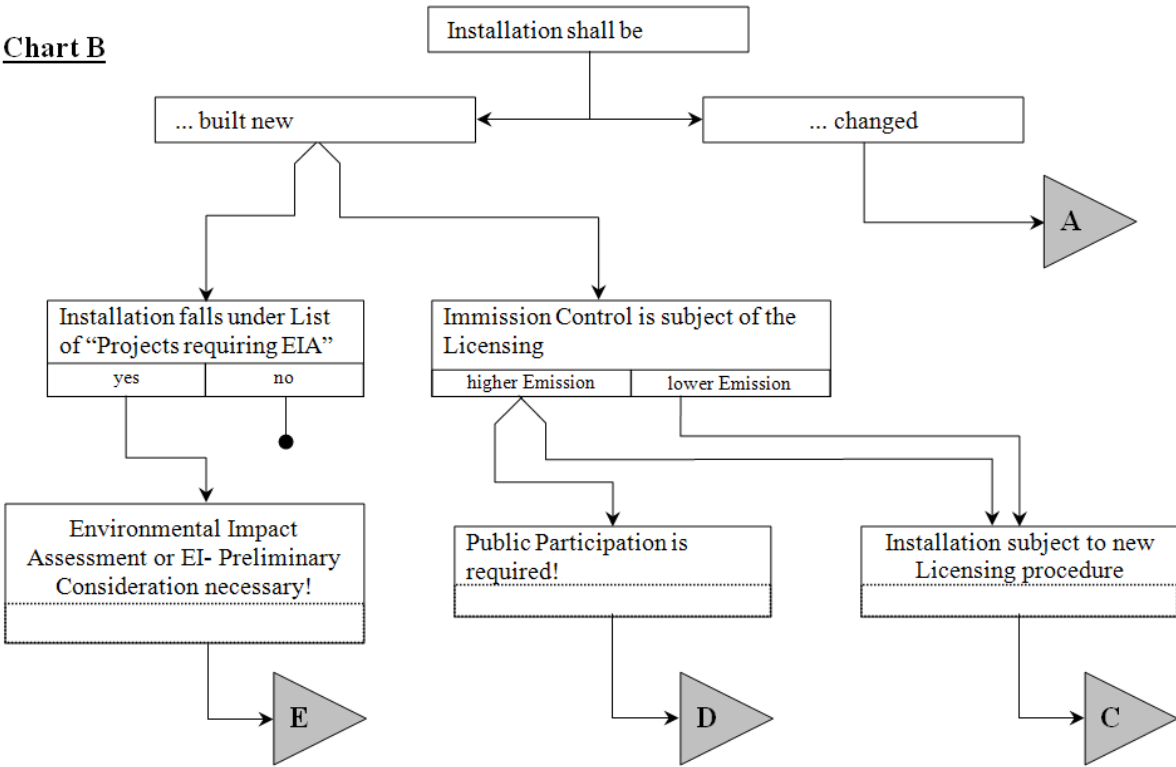 Installation shall be
Chart B
... built new
... changed
A
Installation falls under List
of “Projects requiring EIA”
yes
no
Immission Control is subject of the
Licensing
higher Emission
lower Emission
Environmental Impact
Assessment or EI- Preliminary
Consideration necessary!
Public Participation is
required!
Installation subject to new
Licensing procedure
E
D
C